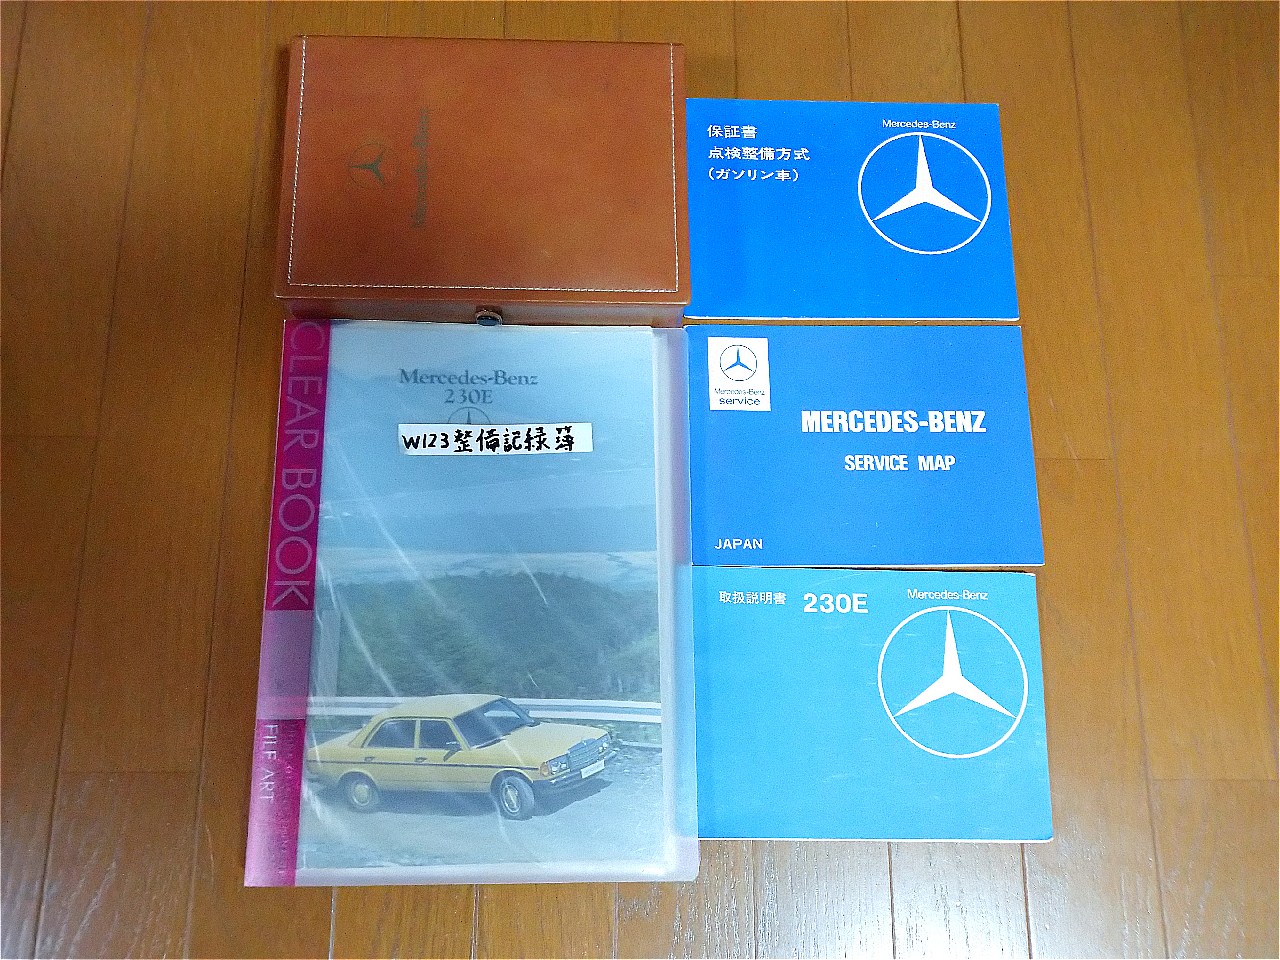 Mercedes-Benz
保証書
点検整備方式
(ガソリン車)
Mercedes-Benz
Mercedes-Benz
service
MERCEDES-BENZ
SERVICE MAP
JAPAN
取扱説明書 230E
Mercedes-Benz
CLEAR BOOK
FILE ART
Mercedes-Benz
230E
W123整備記録簿